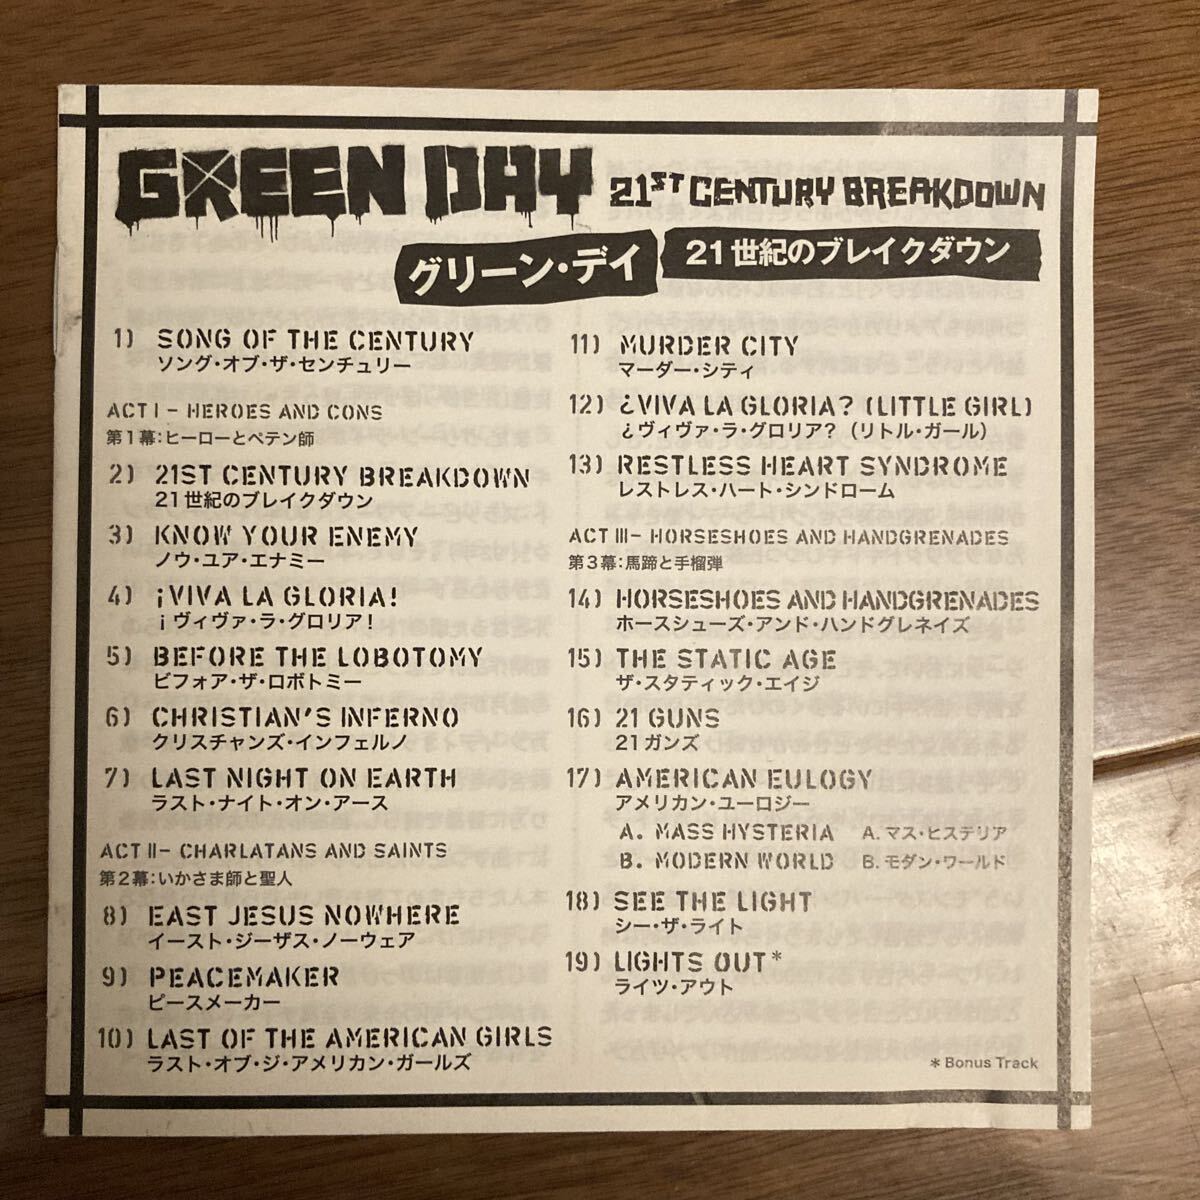 GREEN DAY 21ST CENTURY BREAKDOWN
グリーン・デイ 21世紀のブレイクダウン
1) SONG OF THE CENTURY
ソング・オブ・ザ・センチュリー
ACT I - HEROES AND CONS
第1幕:ヒーローとペテン師
2) 21ST CENTURY BREAKDOWN
21世紀のブレイクダウン
3) KNOW YOUR ENEMY
ノウ・ユア・エナミー
4) ¡VIVA LA GLORIA!
¡ヴィヴァ・ラ・グロリア!
5) BEFORE THE LOBOTOMY
ビフォア・ザ・ロボトミー
6) CHRISTIAN'S INFERNO
クリスチャンズ・インフェルノ
7) LAST NIGHT ON EARTH
ラスト・ナイト・オン・アース
ACT II - CHARLATANS AND SAINTS
第2幕:いかさま師と聖人
8) EAST JESUS NOWHERE
イースト・ジーザス・ノーウェア
9) PEACEMAKER
ピースメーカー
10) LAST OF THE AMERICAN GIRLS
ラスト・オブ・ジ・アメリカン・ガールズ
11) MURDER CITY
マーダー・シティ
12) ¿VIVA LA GLORIA? (LITTLE GIRL)
¿ヴィヴァ・ラ・グロリア? (リトル・ガール)
13) RESTLESS HEART SYNDROME
レストレス・ハート・シンドローム
ACT III - HORSESHOES AND HANDGRENADES
第3幕:馬蹄と手榴弾
14) HORSESHOES AND HANDGRENADES
ホースシューズ・アンド・ハンドグレネイズ
15) THE STATIC AGE
ザ・スタティック・エイジ
16) 21 GUNS
21ガンズ
17) AMERICAN EULOGY
アメリカン・ユーロジー
A. MASS HYSTERIA A. マス・ヒステリア
B. MODERN WORLD B. モダン・ワールド
18) SEE THE LIGHT
シー・ザ・ライト
19) LIGHTS OUT*
ライツ・アウト
* Bonus Track